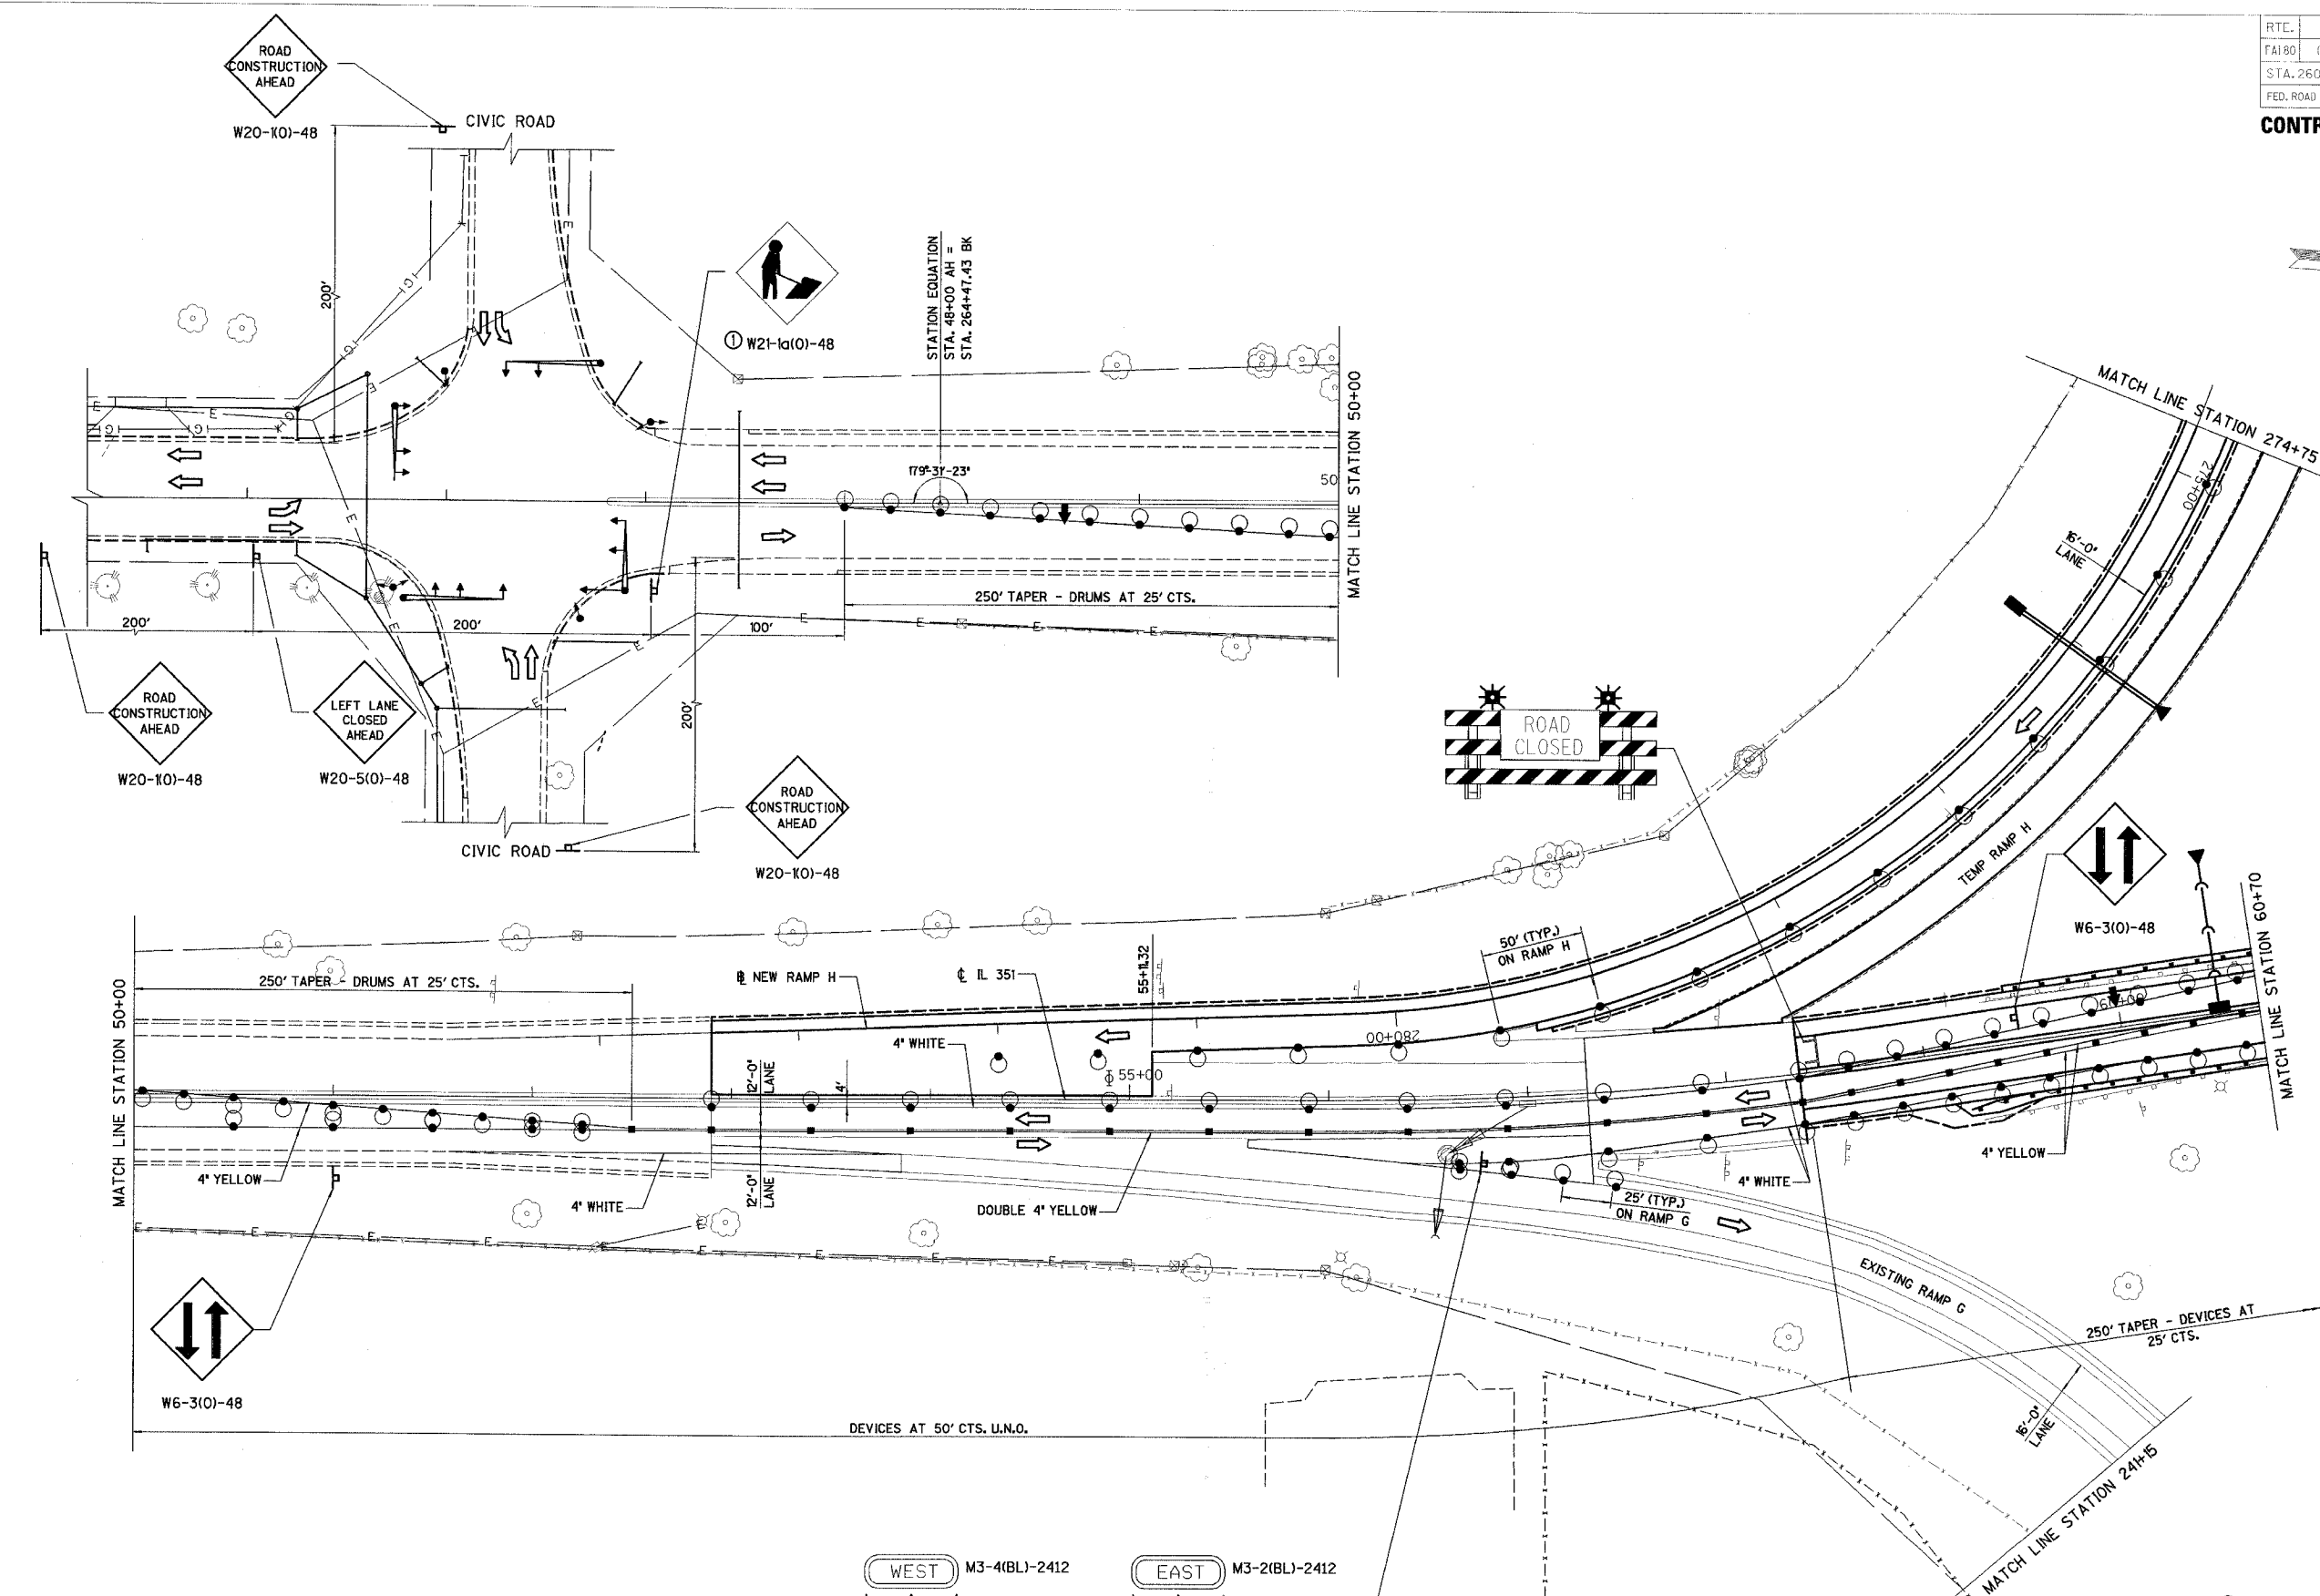 RTE.
FAI 80
STA. 260
FED. ROAD
ROAD
CONSTRUCTION
AHEAD
W20-1(O)-48
CIVIC ROAD
200'
① W21-1a(O)-48
STATION EQUATION
STA. 48+00 AH =
STA. 264+47.43 BK
179°-31'-23"
50
MATCH LINE STATION 50+00
250' TAPER - DRUMS AT 25' CTS.
200'
200'
100'
200'
ROAD
CONSTRUCTION
AHEAD
W20-1(O)-48
LEFT LANE
CLOSED
AHEAD
W20-5(O)-48
ROAD
CONSTRUCTION
AHEAD
W20-1(O)-48
CIVIC ROAD
MATCH LINE STATION 274+75
275+00
16'-0"
LANE
ROAD
CLOSED
TEMP RAMP H
W6-3(O)-48
MATCH LINE STATION 60+70
MATCH LINE STATION 50+00
250' TAPER - DRUMS AT 25' CTS.
℄ NEW RAMP H
℄ IL 351
55+11.32
50' (TYP.)
ON RAMP H
280+00
4" WHITE
12'-0"
LANE
4'
55+00
4" YELLOW
4" WHITE
12'-0"
LANE
DOUBLE 4" YELLOW
25' (TYP.)
ON RAMP G
4" WHITE
4" YELLOW
EXISTING RAMP G
250' TAPER - DEVICES AT
25' CTS.
W6-3(O)-48
DEVICES AT 50' CTS. U.N.O.
16'-0"
LANE
MATCH LINE STATION 241+15
WEST
M3-4(BL)-2412
EAST
M3-2(BL)-2412